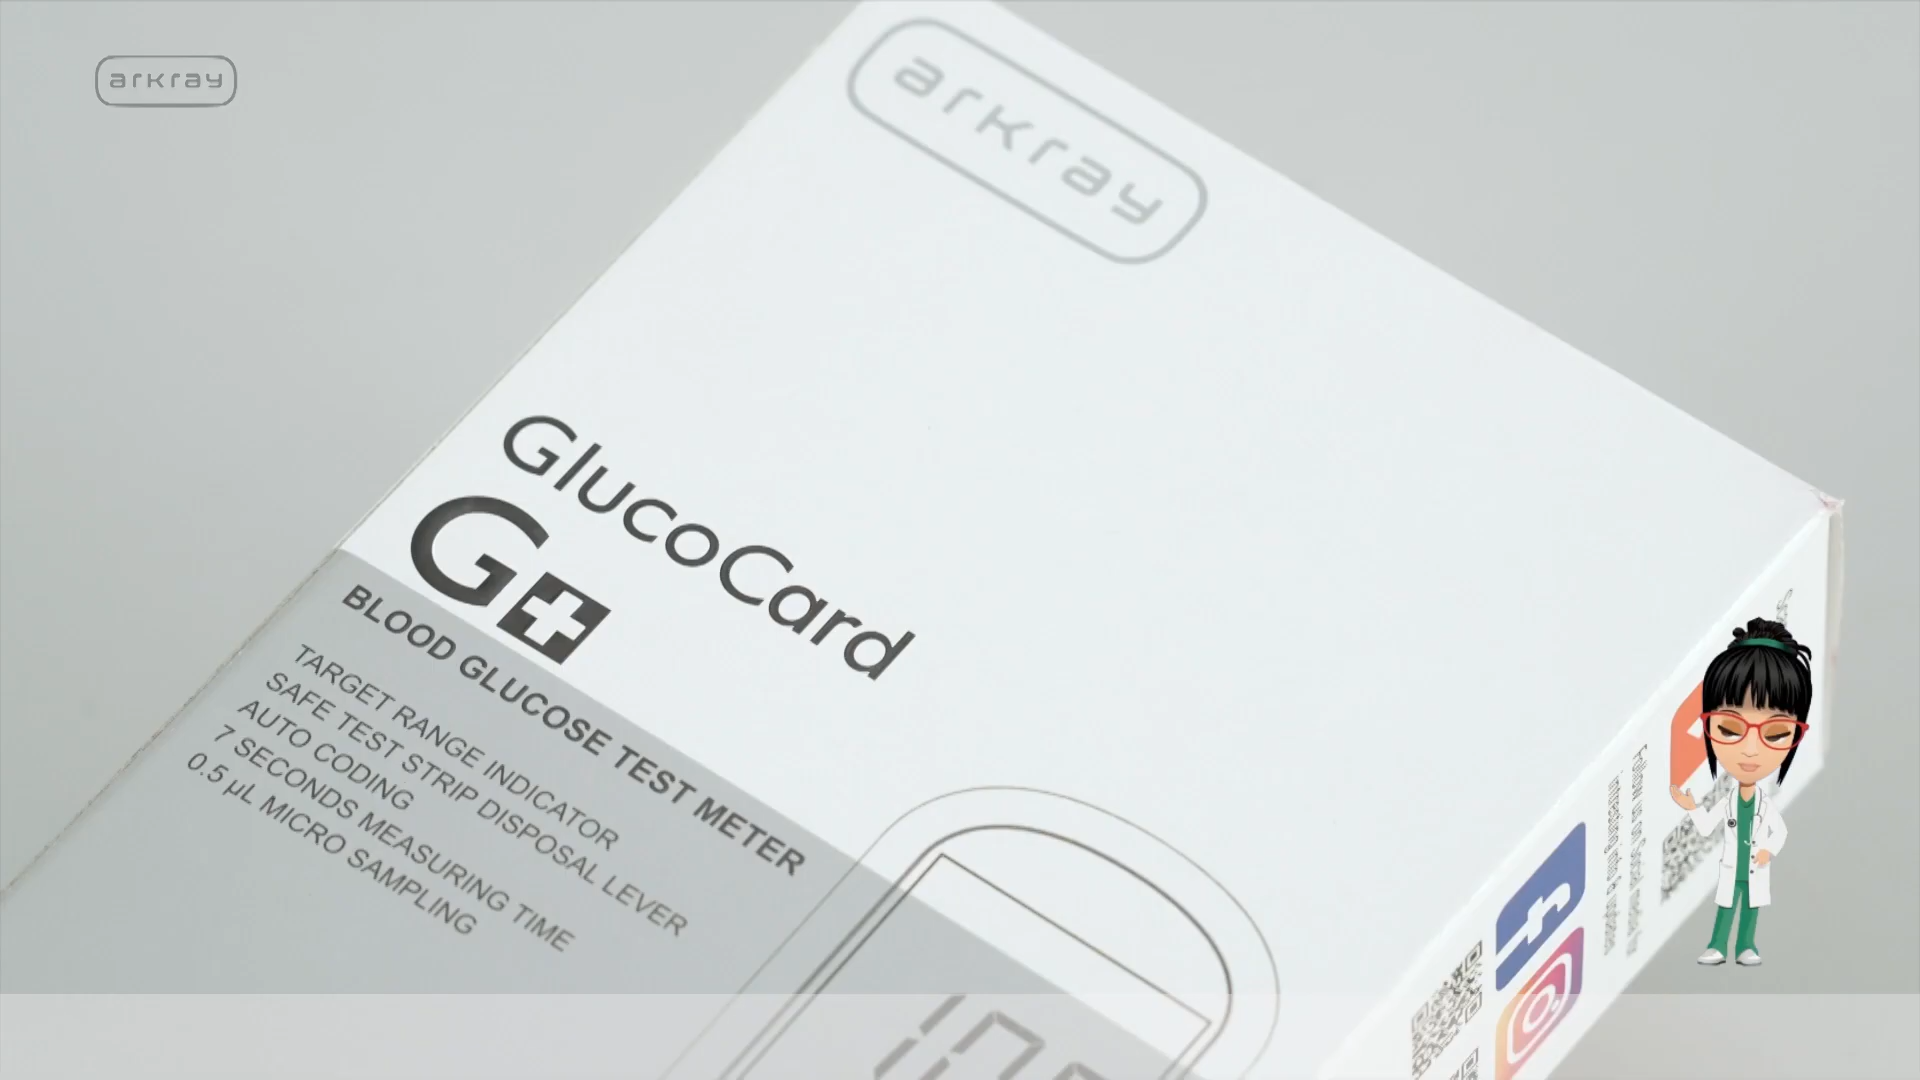 arkray
arkray
GlucoCard
G+
BLOOD GLUCOSE TEST METER
TARGET RANGE INDICATOR
SAFE TEST STRIP DISPOSAL LEVER
AUTO CODING
7 SECONDS MEASURING TIME
0.5 µL MICRO SAMPLING